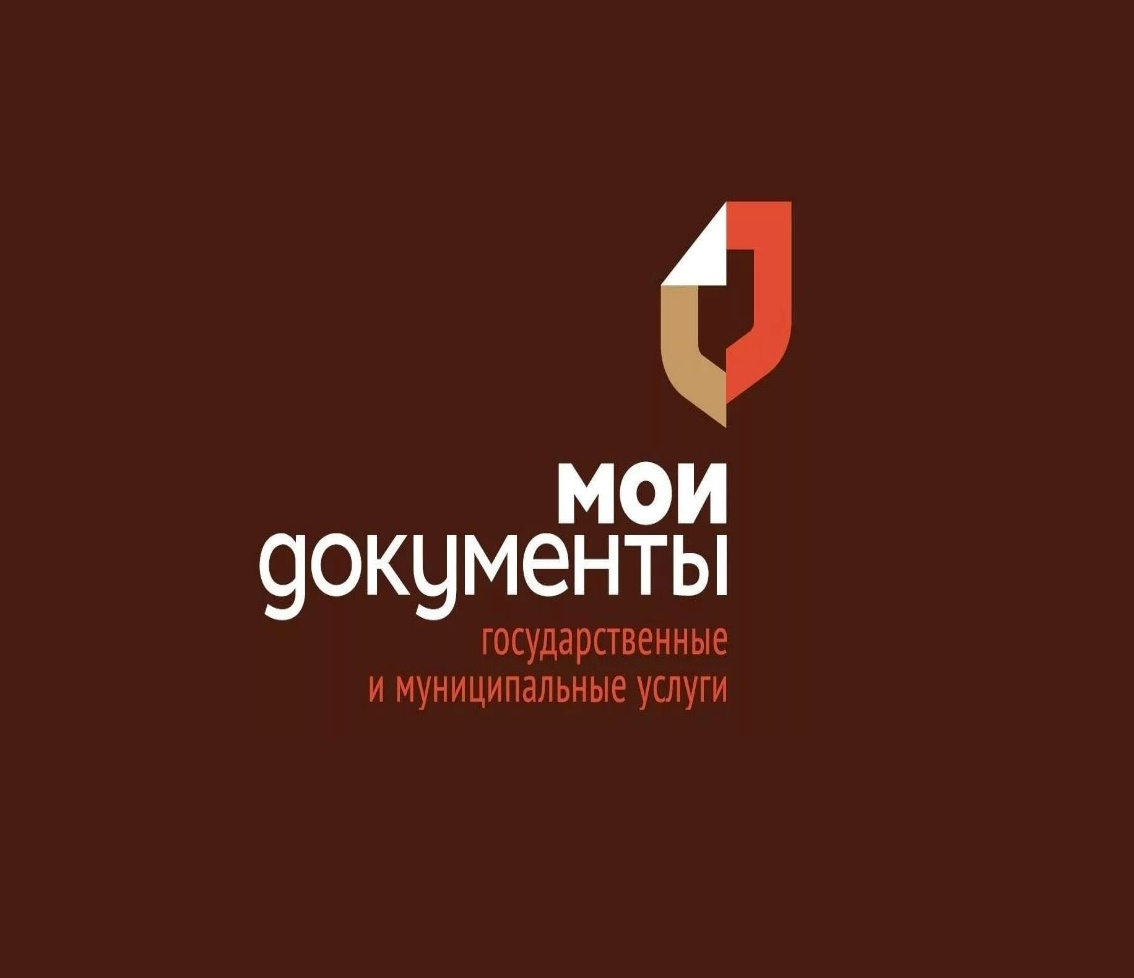 мои
документы
государственные
и муниципальные услуги